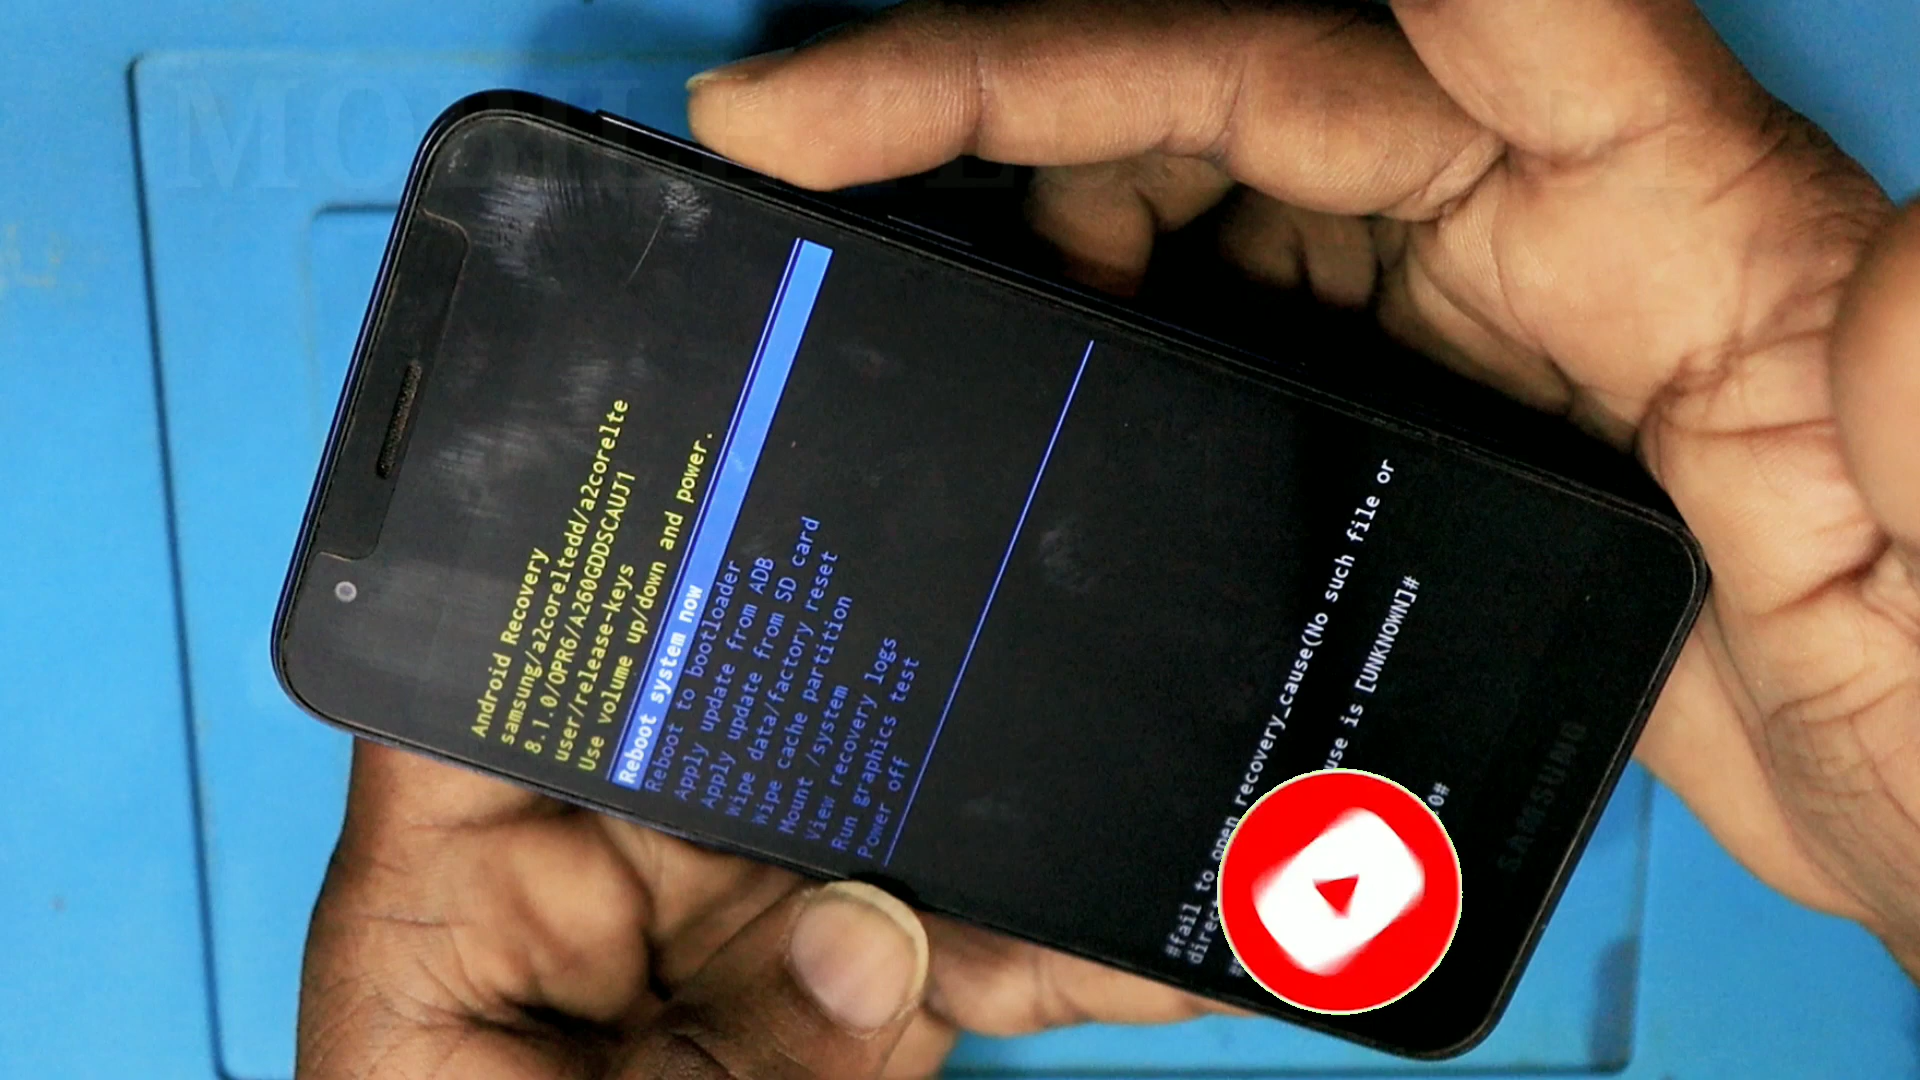 Android Recovery
samsung/a2coreltedd/a2corelte
8.1.0/OPR6/A260GDDSCAUJ1
user/release-keys
Use volume up/down and power.
Reboot system now
Reboot to bootloader
Apply update from ADB
Apply update from SD card
Wipe data/factory reset
Wipe cache partition
Mount /system
View recovery logs
Run graphics test
Power off
#fail to open recovery_cause(No such file or
is [UNKNOWN]#
SAMSUNG